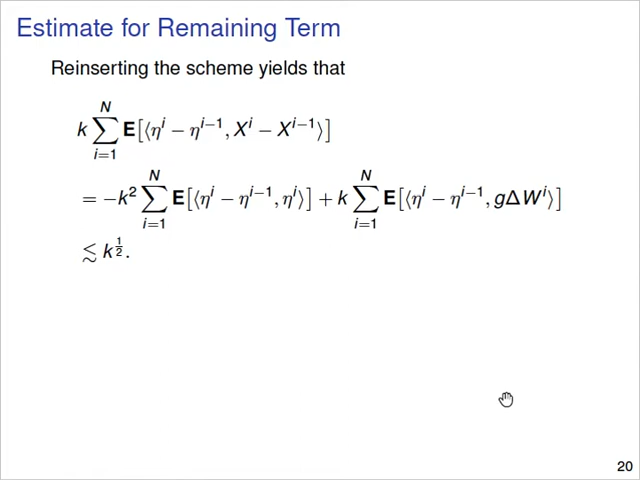 Estimate for Remaining Term
Reinserting the scheme yields that
k ∑_{i=1}^{N} E[⟨η^i − η^{i−1}, X^i − X^{i−1}⟩]
= −k² ∑_{i=1}^{N} E[⟨η^i − η^{i−1}, η^i⟩] + k ∑_{i=1}^{N} E[⟨η^i − η^{i−1}, gΔW^i⟩]
≲ k^{1/2}.
20